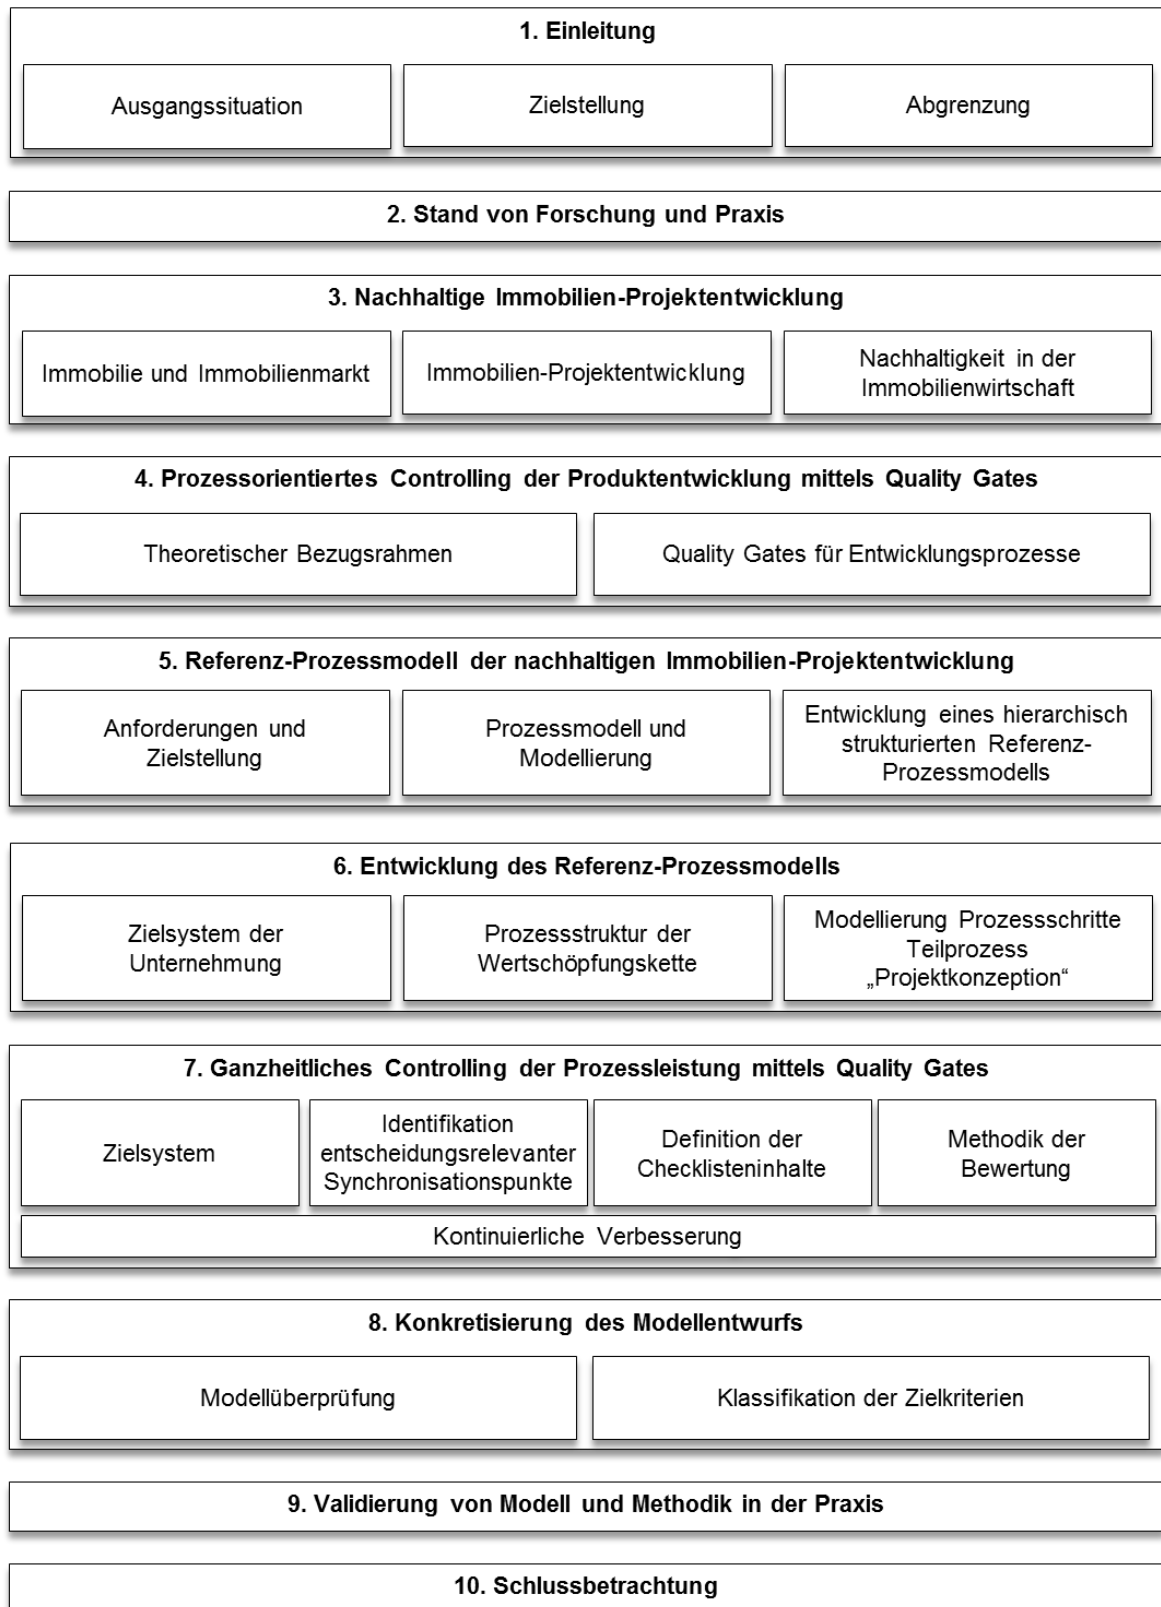 1. Einleitung
Ausgangssituation
Zielstellung
Abgrenzung
2. Stand von Forschung und Praxis
3. Nachhaltige Immobilien-Projektentwicklung
Immobilie und Immobilienmarkt
Immobilien-Projektentwicklung
Nachhaltigkeit in der
Immobilienwirtschaft
4. Prozessorientiertes Controlling der Produktentwicklung mittels Quality Gates
Theoretischer Bezugsrahmen
Quality Gates für Entwicklungsprozesse
5. Referenz-Prozessmodell der nachhaltigen Immobilien-Projektentwicklung
Anforderungen und
Zielstellung
Prozessmodell und
Modellierung
Entwicklung eines hierarchisch
strukturierten Referenz-
Prozessmodells
6. Entwicklung des Referenz-Prozessmodells
Zielsystem der
Unternehmung
Prozessstruktur der
Wertschöpfungskette
Modellierung Prozessschritte
Teilprozess
„Projektkonzeption“
7. Ganzheitliches Controlling der Prozessleistung mittels Quality Gates
Zielsystem
Identifikation
entscheidungsrelevanter
Synchronisationspunkte
Definition der
Checklisteninhalte
Methodik der
Bewertung
Kontinuierliche Verbesserung
8. Konkretisierung des Modellentwurfs
Modellüberprüfung
Klassifikation der Zielkriterien
9. Validierung von Modell und Methodik in der Praxis
10. Schlussbetrachtung